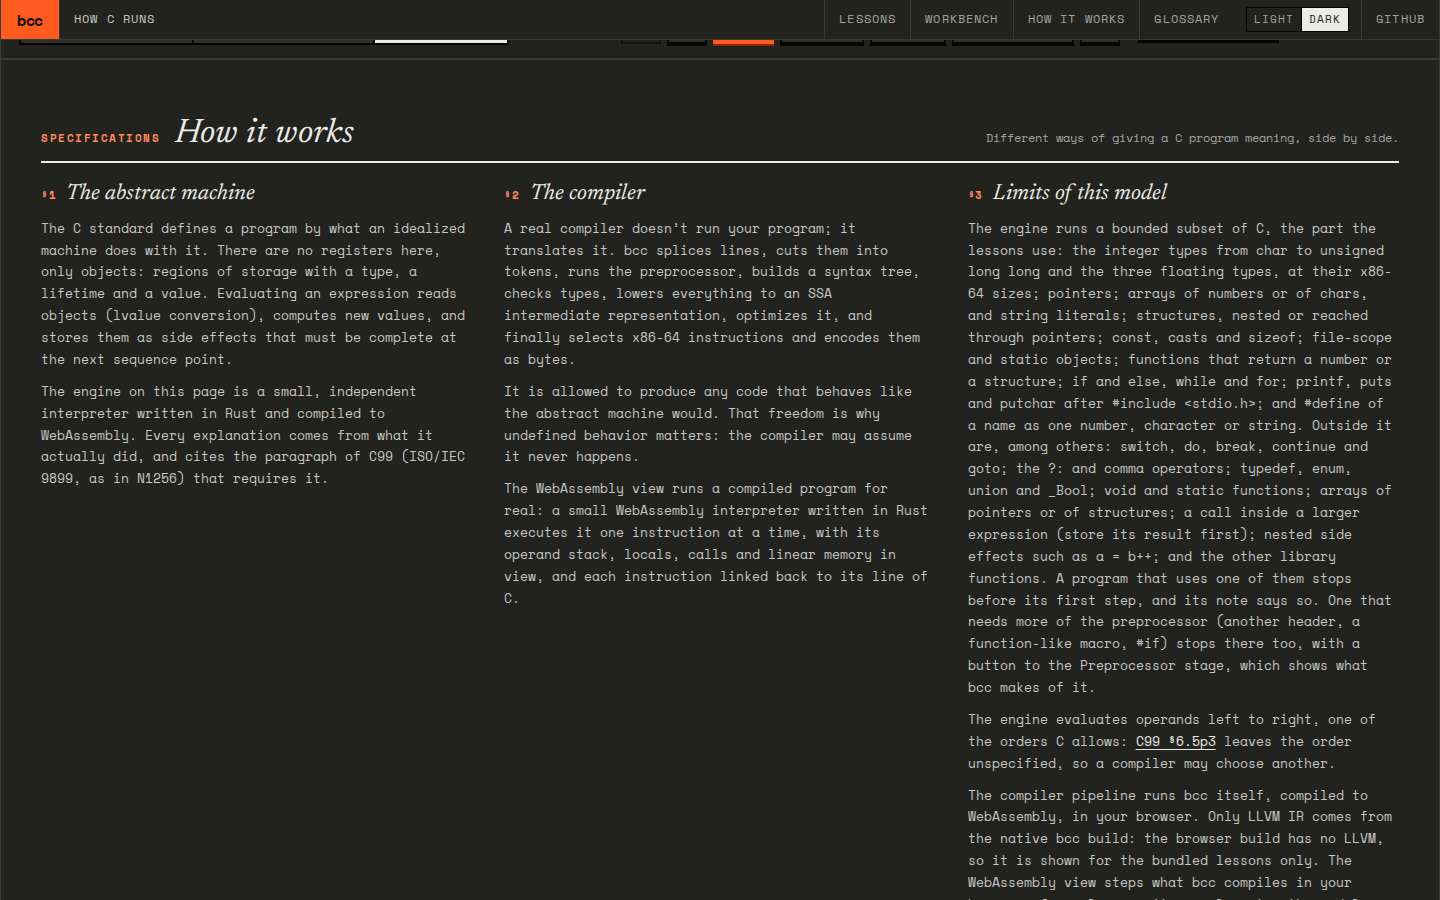 bcc
HOW C RUNS
LESSONS
WORKBENCH
HOW IT WORKS
GLOSSARY
LIGHT
DARK
GITHUB
SPECIFICATIONS How it works
Different ways of giving a C program meaning, side by side.
§1 The abstract machine
The C standard defines a program by what an idealized
machine does with it. There are no registers here,
only objects: regions of storage with a type, a
lifetime and a value. Evaluating an expression reads
objects (lvalue conversion), computes new values, and
stores them as side effects that must be complete at
the next sequence point.
The engine on this page is a small, independent
interpreter written in Rust and compiled to
WebAssembly. Every explanation comes from what it
actually did, and cites the paragraph of C99 (ISO/IEC
9899, as in N1256) that requires it.
§2 The compiler
A real compiler doesn't run your program; it
translates it. bcc splices lines, cuts them into
tokens, runs the preprocessor, builds a syntax tree,
checks types, lowers everything to an SSA
intermediate representation, optimizes it, and
finally selects x86-64 instructions and encodes them
as bytes.
It is allowed to produce any code that behaves like
the abstract machine would. That freedom is why
undefined behavior matters: the compiler may assume
it never happens.
The WebAssembly view runs a compiled program for
real: a small WebAssembly interpreter written in Rust
executes it one instruction at a time, with its
operand stack, locals, calls and linear memory in
view, and each instruction linked back to its line of
C.
§3 Limits of this model
The engine runs a bounded subset of C, the part the
lessons use: the integer types from char to unsigned
long long and the three floating types, at their x86-
64 sizes; pointers; arrays of numbers or of chars,
and string literals; structures, nested or reached
through pointers; const, casts and sizeof; file-scope
and static objects; functions that return a number or
a structure; if and else, while and for; printf, puts
and putchar after #include <stdio.h>; and #define of
a name as one number, character or string. Outside it
are, among others: switch, do, break, continue and
goto; the ?: and comma operators; typedef, enum,
union and _Bool; void and static functions; arrays of
pointers or of structures; a call inside a larger
expression (store its result first); nested side
effects such as a = b++; and the other library
functions. A program that uses one of them stops
before its first step, and its note says so. One that
needs more of the preprocessor (another header, a
function-like macro, #if) stops there too, with a
button to the Preprocessor stage, which shows what
bcc makes of it.
The engine evaluates operands left to right, one of
the orders C allows: C99 §6.5p3 leaves the order
unspecified, so a compiler may choose another.
The compiler pipeline runs bcc itself, compiled to
WebAssembly, in your browser. Only LLVM IR comes from
the native bcc build: the browser build has no LLVM,
so it is shown for the bundled lessons only. The
WebAssembly view steps what bcc compiles in your